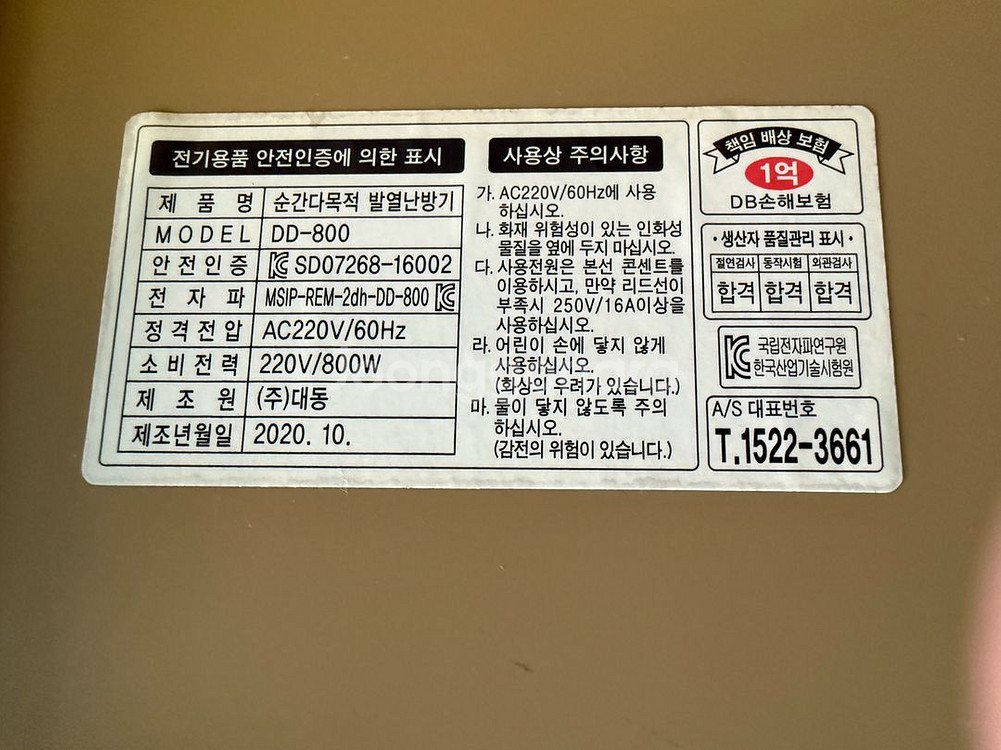 전기용품 안전인증에 의한 표시
제 품 명 순간다목적 발열난방기
MODEL DD-800
안전인증 SD07268-16002
전 자 파 MSIP-REM-2dh-DD-800
정격전압 AC220V/60Hz
소비전력 220V/800W
제 조 원 (주)대동
제조년월일 2020. 10.
사용상 주의사항
가. AC220V/60Hz에 사용
하십시오.
나. 화재 위험성이 있는 인화성
물질을 옆에 두지 마십시오.
다. 사용전원은 본선 콘센트를
이용하시고, 만약 리드선이
부족시 250V/16A이상을
사용하십시오.
라. 어린이 손에 닿지 않게
사용하십시오.
(화상의 우려가 있습니다.)
마. 물이 닿지 않도록 주의
하십시오.
(감전의 위험이 있습니다.)
책임 배상 보험
1억
DB손해보험
· 생산자 품질관리 표시 ·
절연검사 동작시험 외관검사
합격 합격 합격
국립전자파연구원
한국산업기술시험원
A/S 대표번호
T.1522-3661